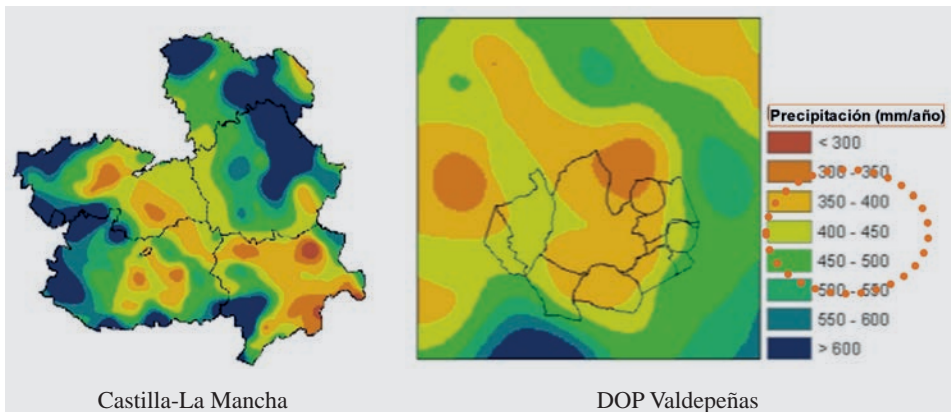 Precipitación (mm/año)
< 300
300 - 350
350 - 400
400 - 450
450 - 500
500 - 550
550 - 600
> 600
Castilla-La Mancha
DOP Valdepeñas